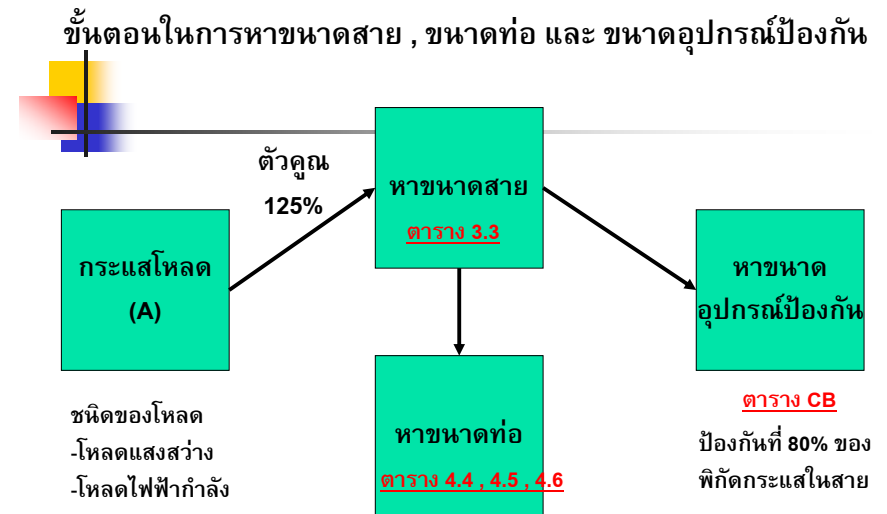 ขั้นตอนในการหาขนาดสาย , ขนาดท่อ และ ขนาดอุปกรณ์ป้องกัน
ตัวคูณ
125%
หาขนาดสาย
ตาราง 3.3
กระแสโหลด
(A)
หาขนาด
อุปกรณ์ป้องกัน
ชนิดของโหลด
-โหลดแสงสว่าง
-โหลดไฟฟ้ากำลัง
หาขนาดท่อ
ตาราง 4.4 , 4.5 , 4.6
ตาราง CB
ป้องกันที่ 80% ของ
พิกัดกระแสในสาย